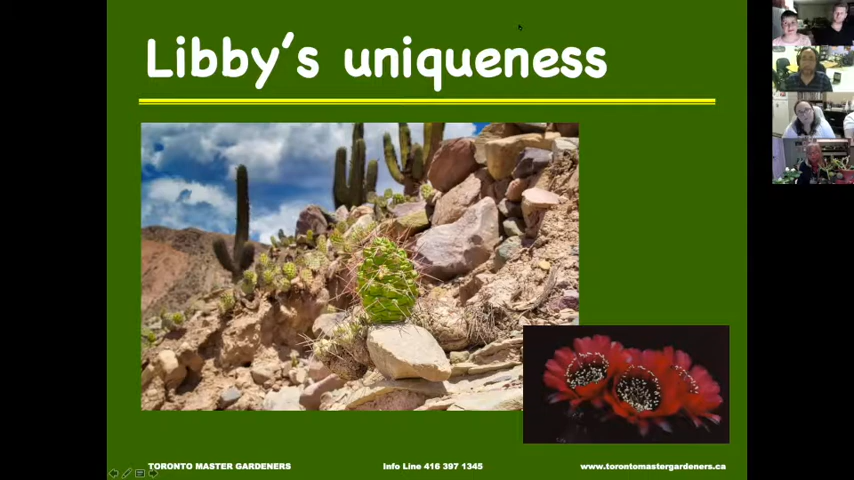 Libby's uniqueness
TORONTO MASTER GARDENERS Info Line 416 397 1345 www.torontomastergardeners.ca